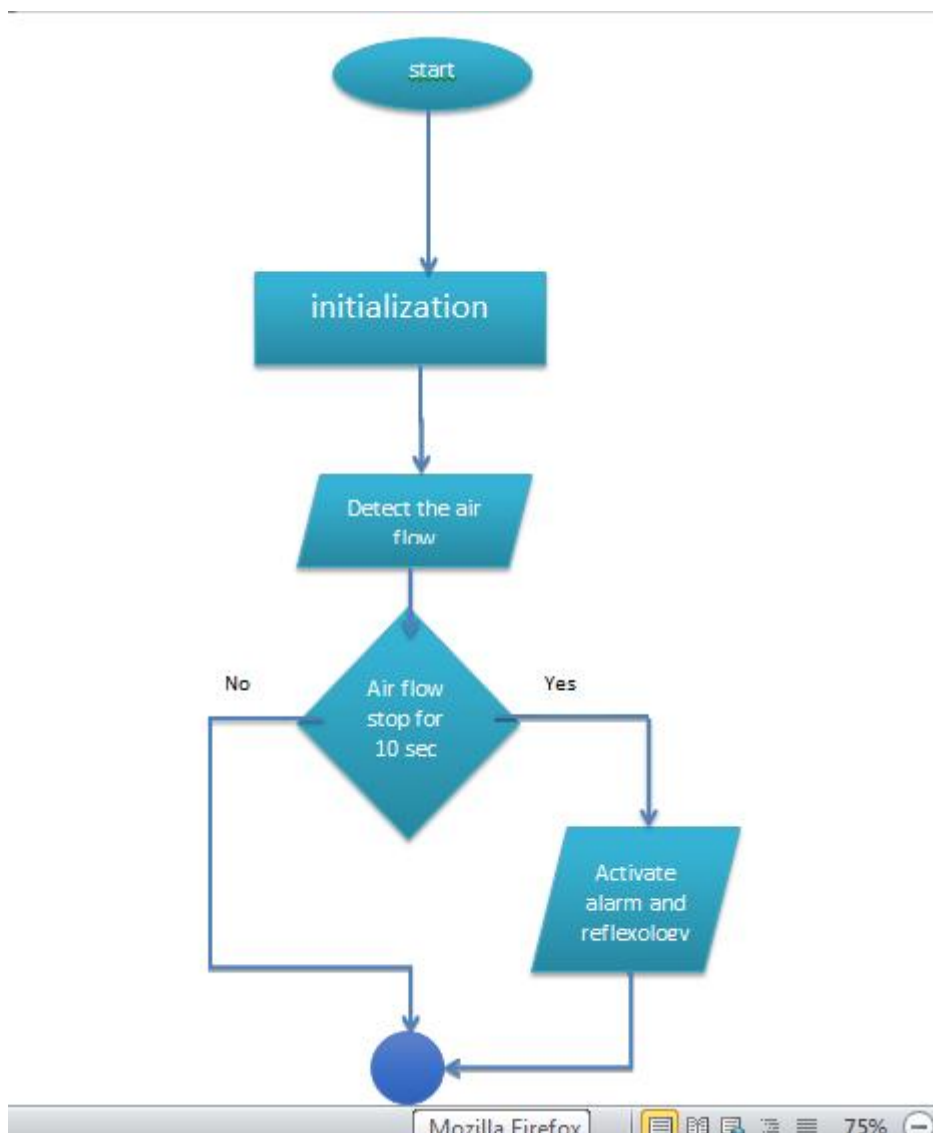 start
initialization
Detect the air
flow
No
Air flow
stop for
10 sec
Yes
Activate
alarm and
reflexology
Mozilla Firefox
75%